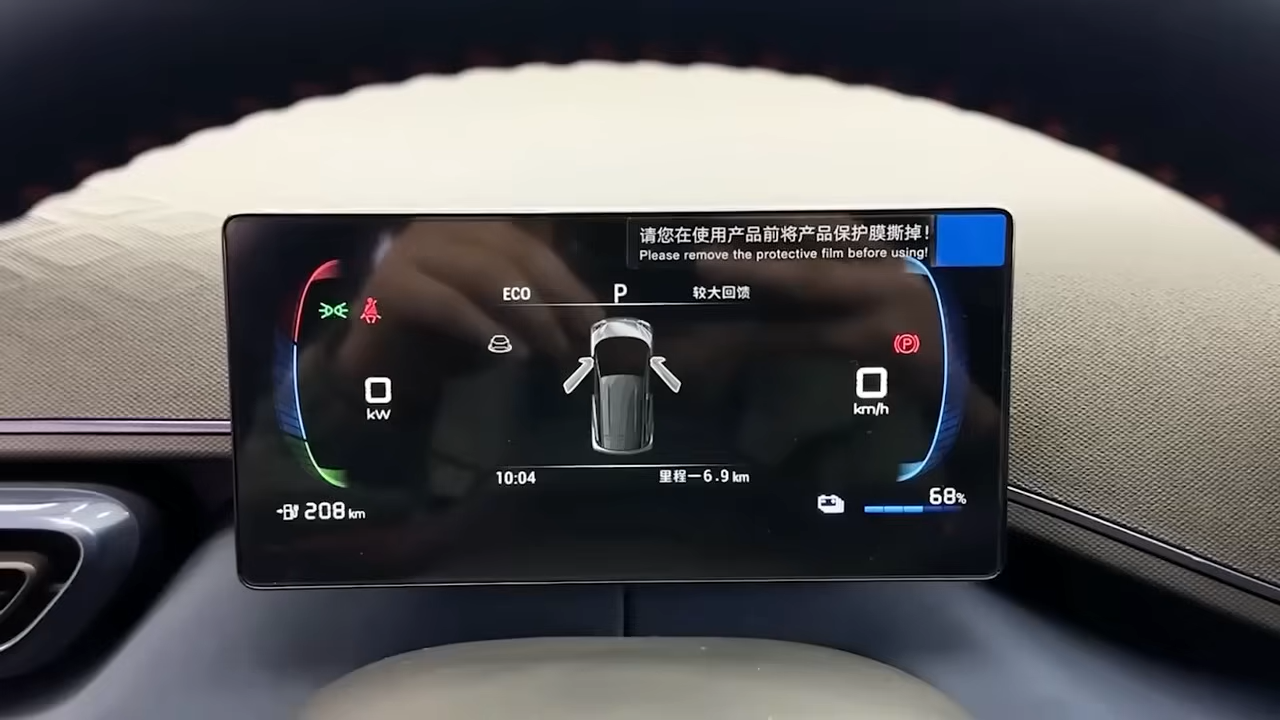 请您在使用产品前将产品保护膜撕掉！
Please remove the protective film before using!
ECO
P
较大回馈
0
kW
0
km/h
10:04
里程一6.9 km
208 km
68%